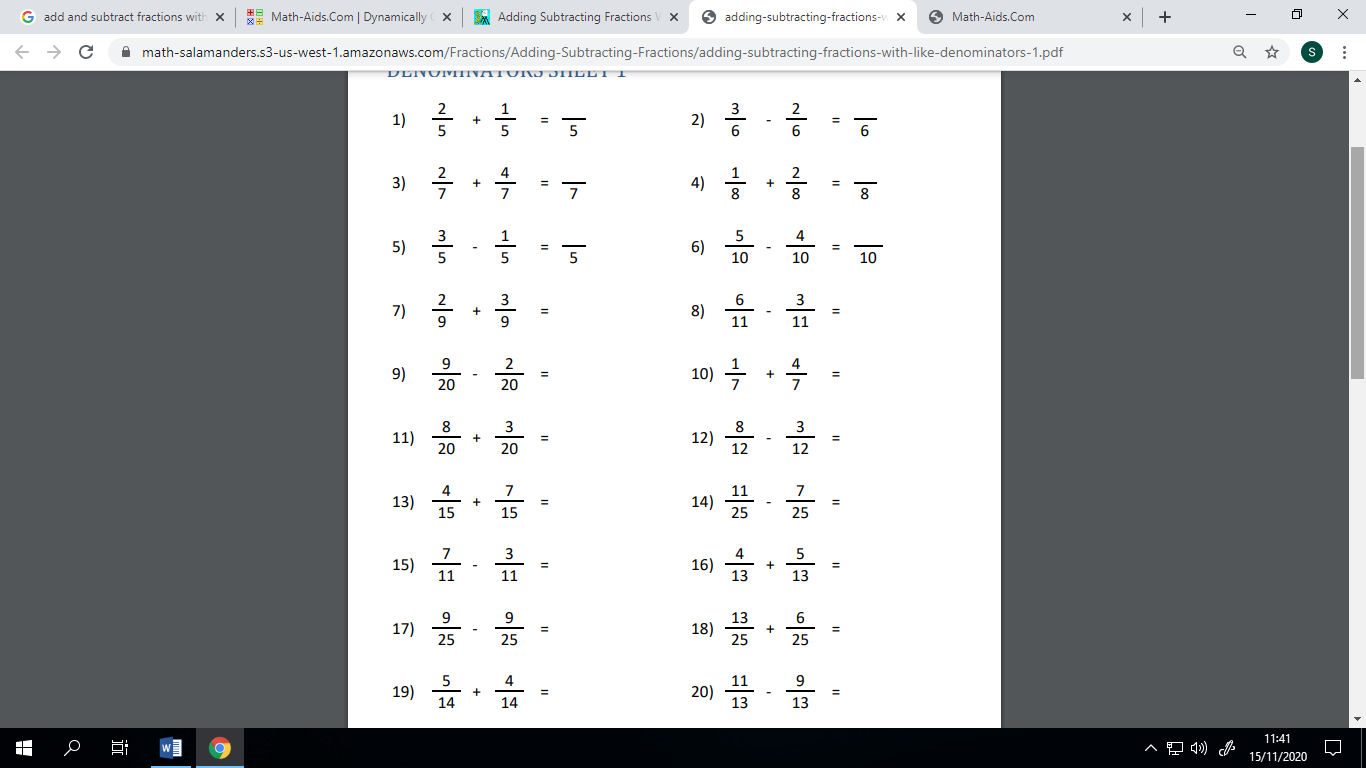 add and subtract fractions with
Math-Aids.Com | Dynamically C
Adding Subtracting Fractions W
adding-subtracting-fractions-w
Math-Aids.Com
math-salamanders.s3-us-west-1.amazonaws.com/Fractions/Adding-Subtracting-Fractions/adding-subtracting-fractions-with-like-denominators-1.pdf
S
DENOMINATORS SHEET 1
1) 2/5 + 1/5 = /5
2) 3/6 - 2/6 = /6
3) 2/7 + 4/7 = /7
4) 1/8 + 2/8 = /8
5) 3/5 - 1/5 = /5
6) 5/10 - 4/10 = /10
7) 2/9 + 3/9 =
8) 6/11 - 3/11 =
9) 9/20 - 2/20 =
10) 1/7 + 4/7 =
11) 8/20 + 3/20 =
12) 8/12 - 3/12 =
13) 4/15 + 7/15 =
14) 11/25 - 7/25 =
15) 7/11 - 3/11 =
16) 4/13 + 5/13 =
17) 9/25 - 9/25 =
18) 13/25 + 6/25 =
19) 5/14 + 4/14 =
20) 11/13 - 9/13 =
W
11:41
15/11/2020